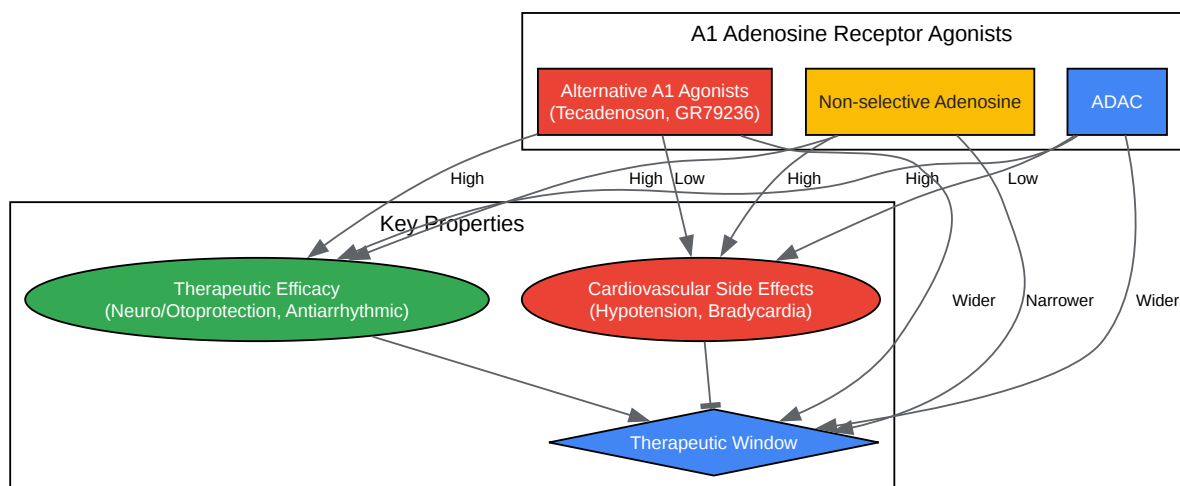 A1 Adenosine Receptor Agonists
Alternative A1 Agonists
(Tecadenoson, GR79236)
Non-selective Adenosine
ADAC
High
High
Low
High
High
Low
Key Properties
Therapeutic Efficacy
(Neuro/Otoprotection, Antiarrhythmic)
Cardiovascular Side Effects
(Hypotension, Bradycardia)
Wider
Narrower
Wider
Therapeutic Window